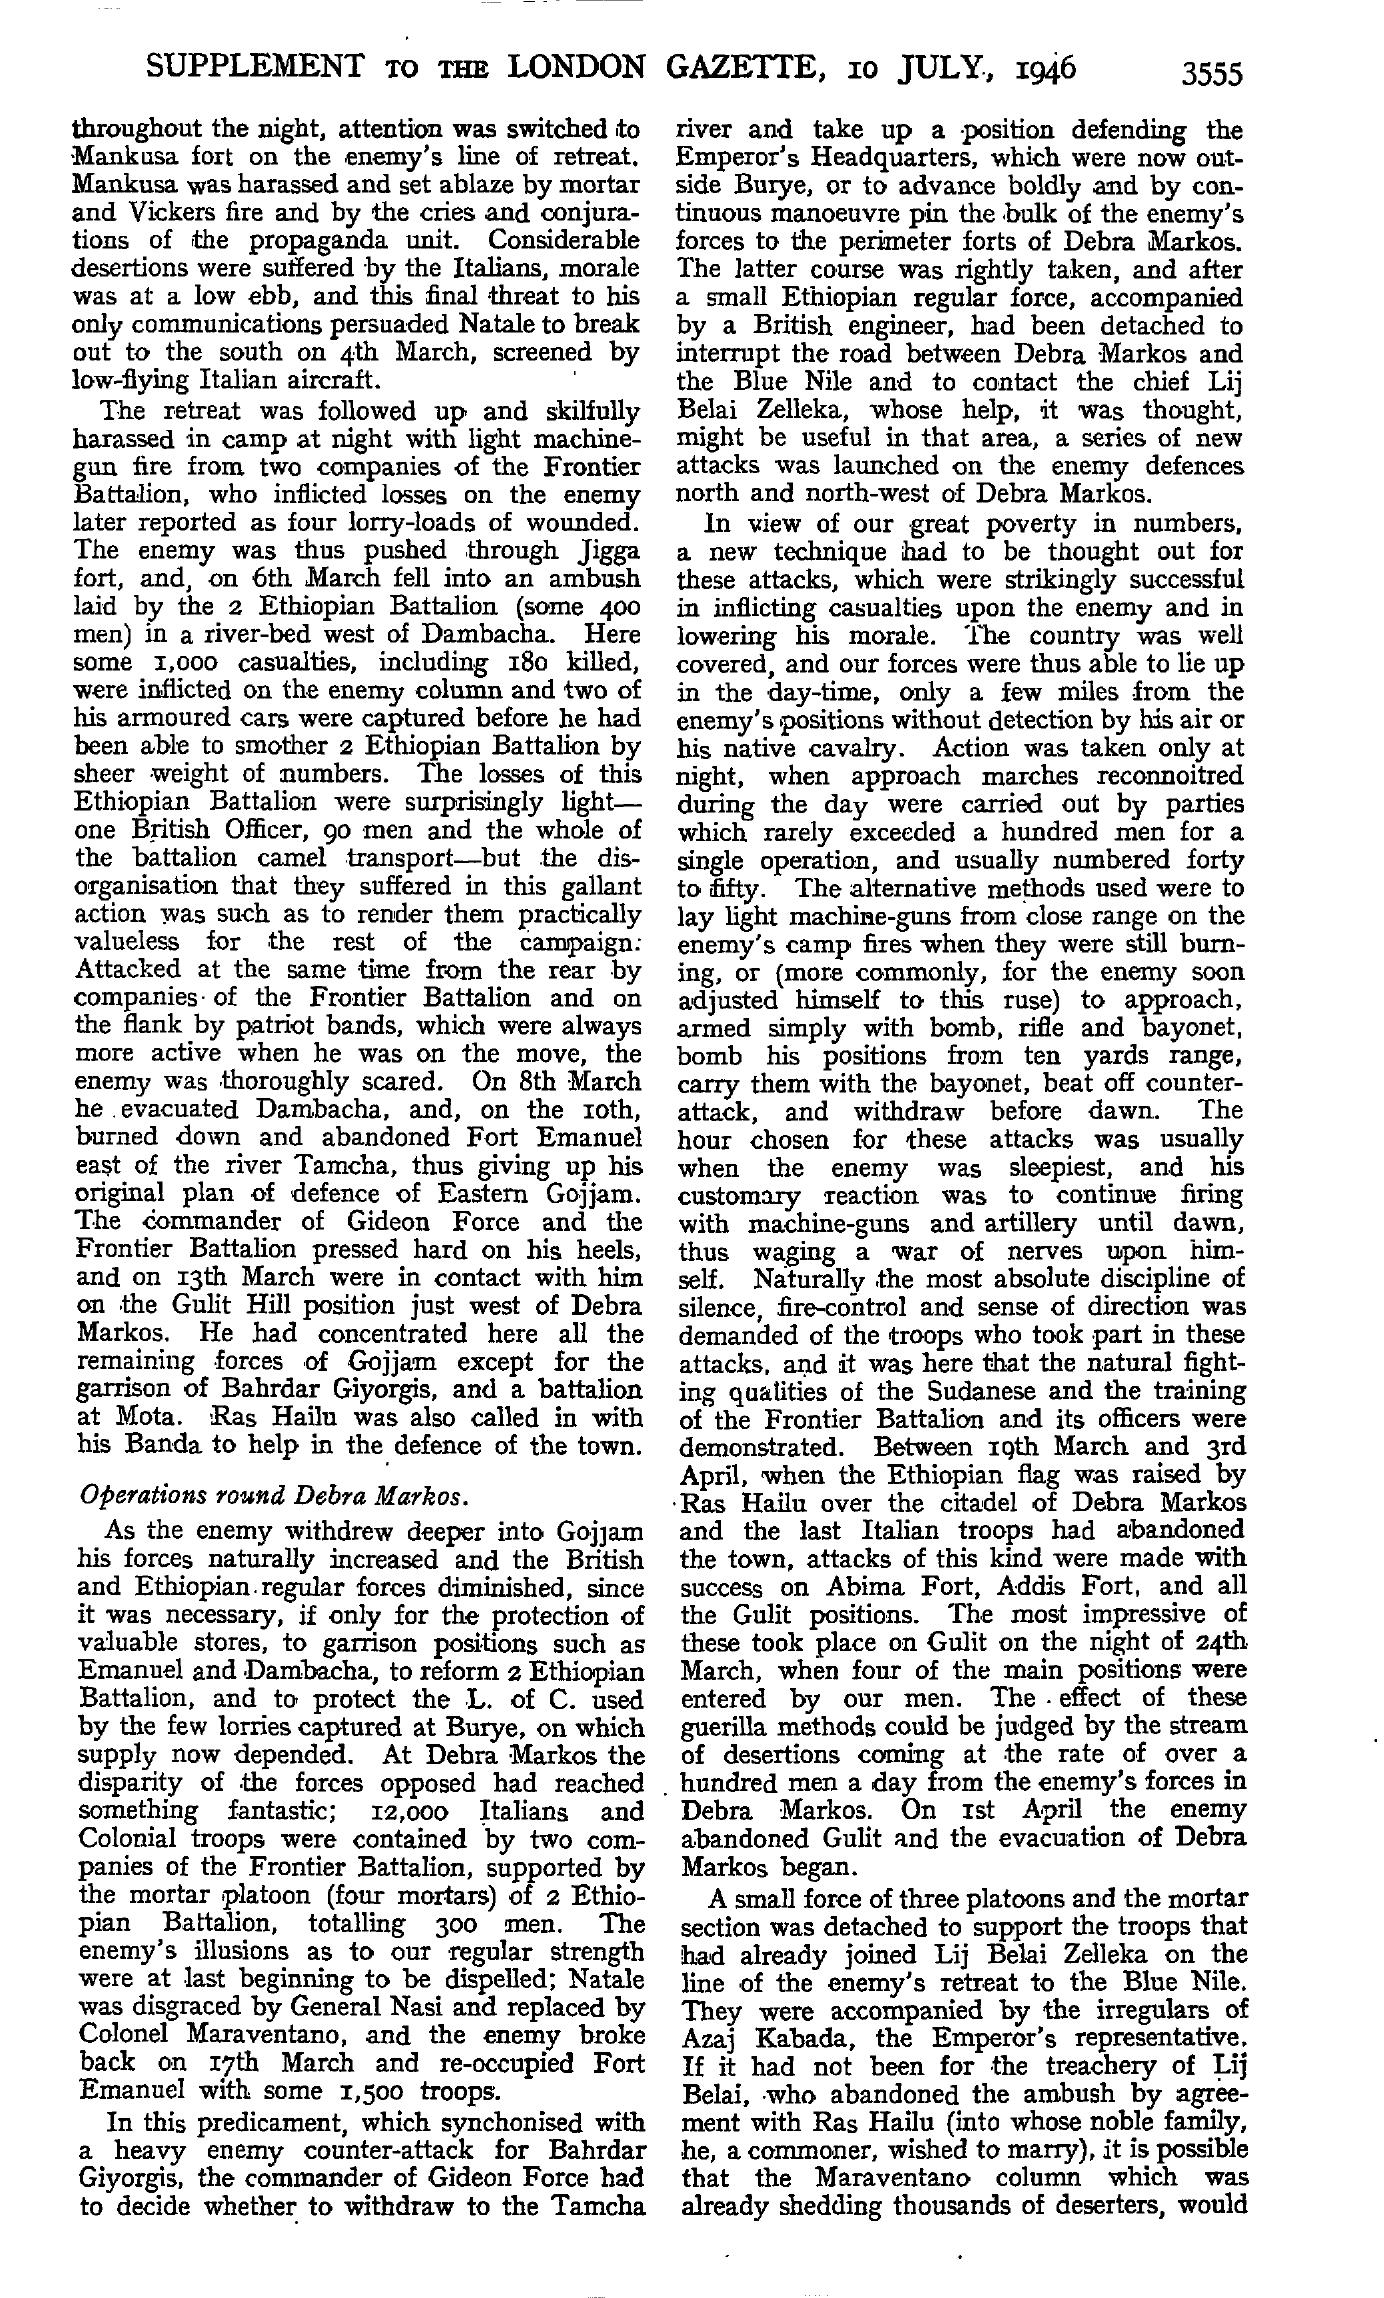 SUPPLEMENT TO THE LONDON GAZETTE, 10 JULY, 1946 3555
throughout the night, attention was switched to
Mankusa fort on the enemy's line of retreat.
Mankusa was harassed and set ablaze by mortar
and Vickers fire and by the cries and conjura-
tions of the propaganda unit. Considerable
desertions were suffered by the Italians, morale
was at a low ebb, and this final threat to his
only communications persuaded Natale to break
out to the south on 4th March, screened by
low-flying Italian aircraft.
The retreat was followed up and skilfully
harassed in camp at night with light machine-
gun fire from two companies of the Frontier
Battalion, who inflicted losses on the enemy
later reported as four lorry-loads of wounded.
The enemy was thus pushed through Jigga
fort, and, on 6th March fell into an ambush
laid by the 2 Ethiopian Battalion (some 400
men) in a river-bed west of Dambacha. Here
some 1,000 casualties, including 180 killed,
were inflicted on the enemy column and two of
his armoured cars were captured before he had
been able to smother 2 Ethiopian Battalion by
sheer weight of numbers. The losses of this
Ethiopian Battalion were surprisingly light—
one British Officer, 90 men and the whole of
the battalion camel transport—but the dis-
organisation that they suffered in this gallant
action was such as to render them practically
valueless for the rest of the campaign.
Attacked at the same time from the rear by
companies of the Frontier Battalion and on
the flank by patriot bands, which were always
more active when he was on the move, the
enemy was thoroughly scared. On 8th March
he evacuated Dambacha, and, on the 10th,
burned down and abandoned Fort Emanuel
east of the river Tamcha, thus giving up his
original plan of defence of Eastern Gojjam.
The commander of Gideon Force and the
Frontier Battalion pressed hard on his heels,
and on 13th March were in contact with him
on the Gulit Hill position just west of Debra
Markos. He had concentrated here all the
remaining forces of Gojjam except for the
garrison of Bahrdar Giyorgis, and a battalion
at Mota. Ras Hailu was also called in with
his Banda to help in the defence of the town.
Operations round Debra Markos.
As the enemy withdrew deeper into Gojjam
his forces naturally increased and the British
and Ethiopian regular forces diminished, since
it was necessary, if only for the protection of
valuable stores, to garrison positions such as
Emanuel and Dambacha, to reform 2 Ethiopian
Battalion, and to protect the L. of C. used
by the few lorries captured at Burye, on which
supply now depended. At Debra Markos the
disparity of the forces opposed had reached
something fantastic; 12,000 Italians and
Colonial troops were contained by two com-
panies of the Frontier Battalion, supported by
the mortar platoon (four mortars) of 2 Ethio-
pian Battalion, totalling 300 men. The
enemy's illusions as to our regular strength
were at last beginning to be dispelled; Natale
was disgraced by General Nasi and replaced by
Colonel Maraventano, and the enemy broke
back on 17th March and re-occupied Fort
Emanuel with some 1,500 troops.
In this predicament, which synchonised with
a heavy enemy counter-attack for Bahrdar
Giyorgis, the commander of Gideon Force had
to decide whether to withdraw to the Tamcha
river and take up a position defending the
Emperor's Headquarters, which were now out-
side Burye, or to advance boldly and by con-
tinuous manoeuvre pin the bulk of the enemy's
forces to the perimeter forts of Debra Markos.
The latter course was rightly taken, and after
a small Ethiopian regular force, accompanied
by a British engineer, had been detached to
interrupt the road between Debra Markos and
the Blue Nile and to contact the chief Lij
Belai Zelleka, whose help, it was thought,
might be useful in that area, a series of new
attacks was launched on the enemy defences
north and north-west of Debra Markos.
In view of our great poverty in numbers,
a new technique had to be thought out for
these attacks, which were strikingly successful
in inflicting casualties upon the enemy and in
lowering his morale. The country was well
covered, and our forces were thus able to lie up
in the day-time, only a few miles from the
enemy's positions without detection by his air or
his native cavalry. Action was taken only at
night, when approach marches reconnoitred
during the day were carried out by parties
which rarely exceeded a hundred men for a
single operation, and usually numbered forty
to fifty. The alternative methods used were to
lay light machine-guns from close range on the
enemy's camp fires when they were still burn-
ing, or (more commonly, for the enemy soon
adjusted himself to this ruse) to approach,
armed simply with bomb, rifle and bayonet,
bomb his positions from ten yards range,
carry them with the bayonet, beat off counter-
attack, and withdraw before dawn. The
hour chosen for these attacks was usually
when the enemy was sleepiest, and his
customary reaction was to continue firing
with machine-guns and artillery until dawn,
thus waging a war of nerves upon him-
self. Naturally the most absolute discipline of
silence, fire-control and sense of direction was
demanded of the troops who took part in these
attacks, and it was here that the natural fight-
ing qualities of the Sudanese and the training
of the Frontier Battalion and its officers were
demonstrated. Between 19th March and 3rd
April, when the Ethiopian flag was raised by
Ras Hailu over the citadel of Debra Markos
and the last Italian troops had abandoned
the town, attacks of this kind were made with
success on Abima Fort, Addis Fort, and all
the Gulit positions. The most impressive of
these took place on Gulit on the night of 24th
March, when four of the main positions were
entered by our men. The effect of these
guerilla methods could be judged by the stream
of desertions coming at the rate of over a
hundred men a day from the enemy's forces in
Debra Markos. On 1st April the enemy
abandoned Gulit and the evacuation of Debra
Markos began.
A small force of three platoons and the mortar
section was detached to support the troops that
had already joined Lij Belai Zelleka on the
line of the enemy's retreat to the Blue Nile.
They were accompanied by the irregulars of
Azaj Kabada, the Emperor's representative.
If it had not been for the treachery of Lij
Belai, who abandoned the ambush by agree-
ment with Ras Hailu (into whose noble family,
he, a commoner, wished to marry), it is possible
that the Maraventano column which was
already shedding thousands of deserters, would